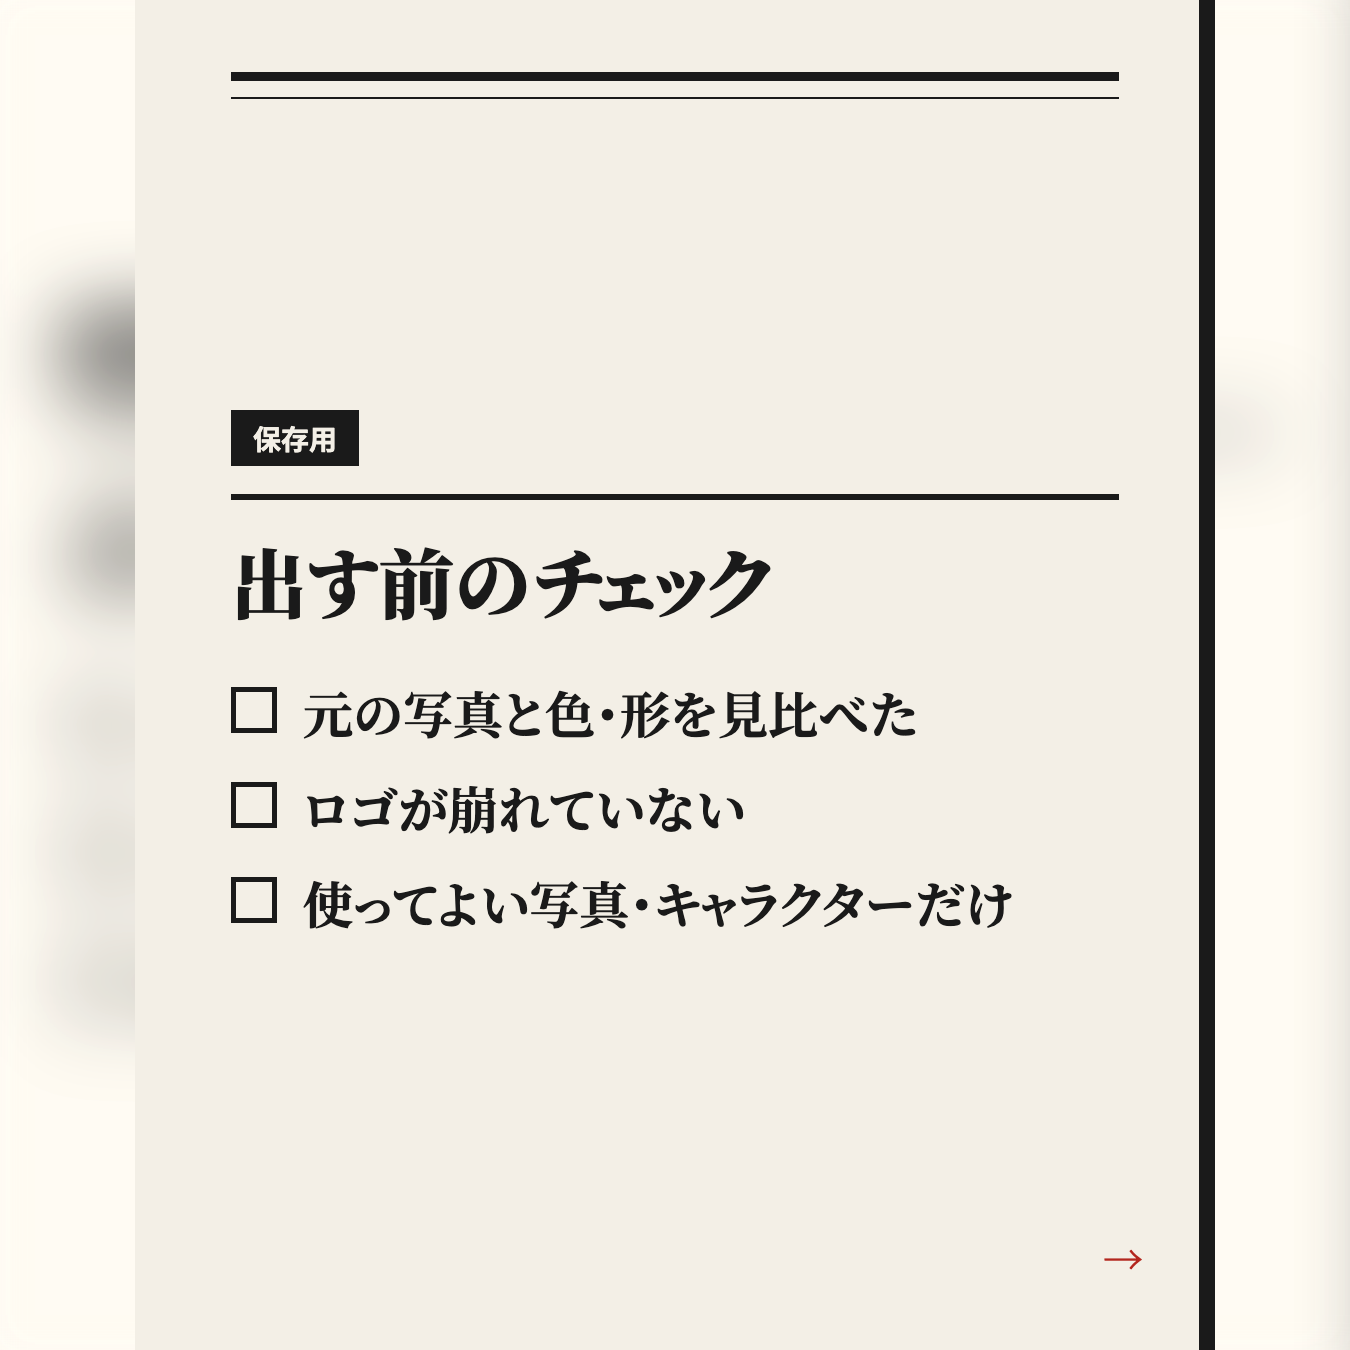 保存用
出す前のチェック
□ 元の写真と色・形を見比べた
□ ロゴが崩れていない
□ 使ってよい写真・キャラクターだけ
→